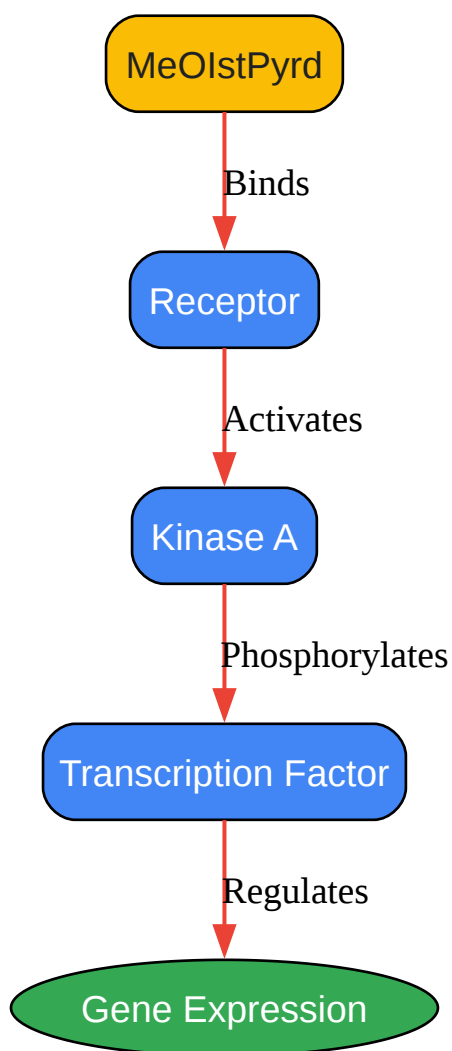 MeOIstPyrd
Binds
Receptor
Activates
Kinase A
Phosphorylates
Transcription Factor
Regulates
Gene Expression